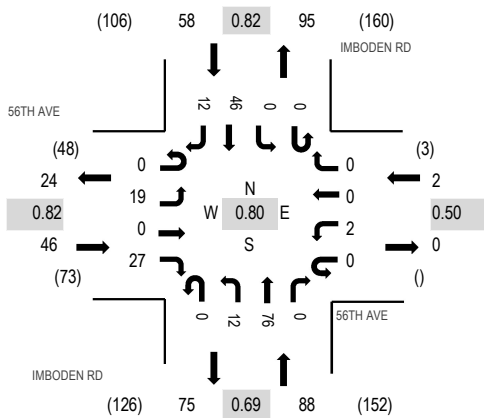 (106) 58 0.82 95 (160)
IMBODEN RD
12 46 0 0
56TH AVE
(48) 0 0 (3)
24 2
19 0
N
0.82 W 0.80 E 0.50
0 2
S
46 0
27 0
(73) ()
0 12 76 0
56TH AVE
IMBODEN RD
(126) 75 0.69 88 (152)